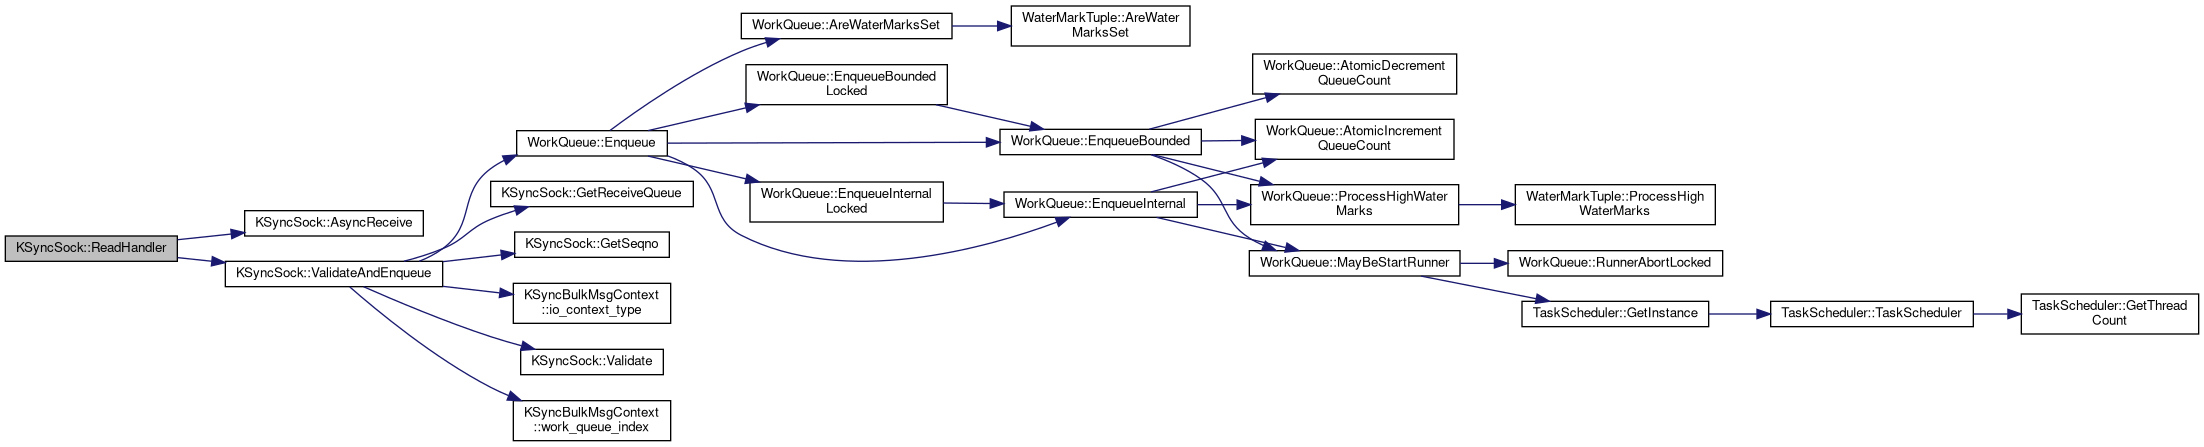 KSyncSock::ReadHandler
KSyncSock::AsyncReceive
KSyncSock::ValidateAndEnqueue
WorkQueue::Enqueue
KSyncSock::GetReceiveQueue
KSyncSock::GetSeqno
KSyncBulkMsgContext
::io_context_type
KSyncSock::Validate
KSyncBulkMsgContext
::work_queue_index
WorkQueue::AreWaterMarksSet
WorkQueue::EnqueueBounded
Locked
WorkQueue::EnqueueInternal
Locked
WaterMarkTuple::AreWater
MarksSet
WorkQueue::EnqueueBounded
WorkQueue::EnqueueInternal
WorkQueue::AtomicDecrement
QueueCount
WorkQueue::AtomicIncrement
QueueCount
WorkQueue::ProcessHighWater
Marks
WorkQueue::MayBeStartRunner
WaterMarkTuple::ProcessHigh
WaterMarks
WorkQueue::RunnerAbortLocked
TaskScheduler::GetInstance
TaskScheduler::TaskScheduler
TaskScheduler::GetThread
Count